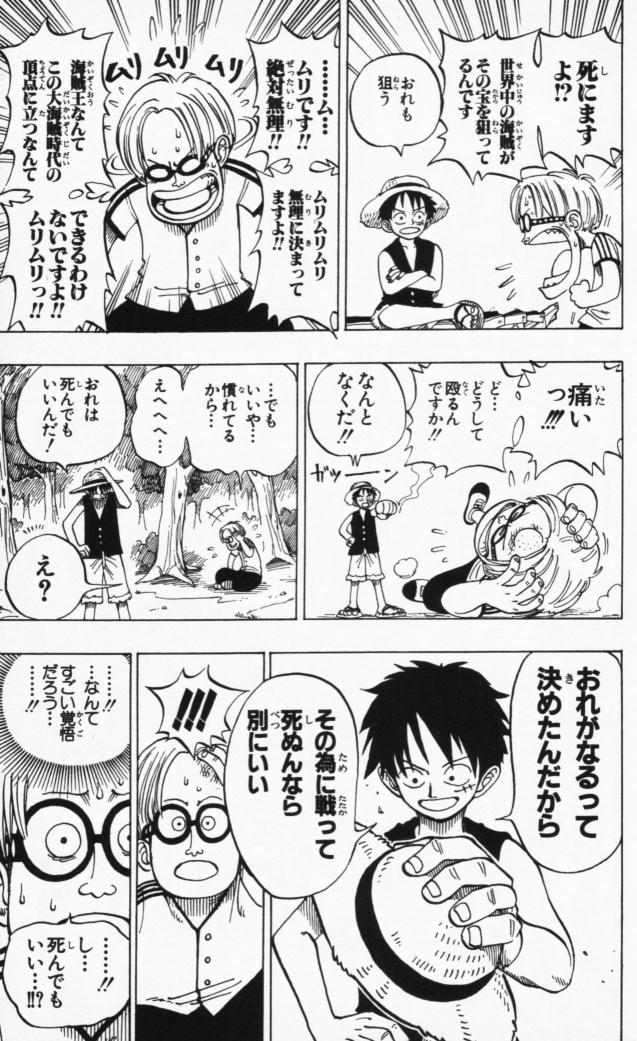 死にます
よ!?
世界中の海賊が
その宝を狙って
るんです
おれも
狙う
………ム…
ムリです!!
絶対無理!!
ムリ ムリ ムリ
海賊王なんて
この大海賊時代の
頂点に立つなんて
ムリムリムリ
無理に決まって
ますよ!!
できるわけ
ないですよ!!
ムリムリっ!!
痛い
っ!!!
ど…
どうして
殴るん
ですか!!
なんと
なくだ!!
ガツーーン
…でも
いいや…
慣れてる
から…
えへへへ…
おれは
死んでも
いいんだ!
え?
おれがなるって
決めたんだから
その為に戦って
死ぬんなら
別にいい
!!!
………!!
…なんて
すごい覚悟
だろう…
………!!
し…
死んでも
いい…!!?